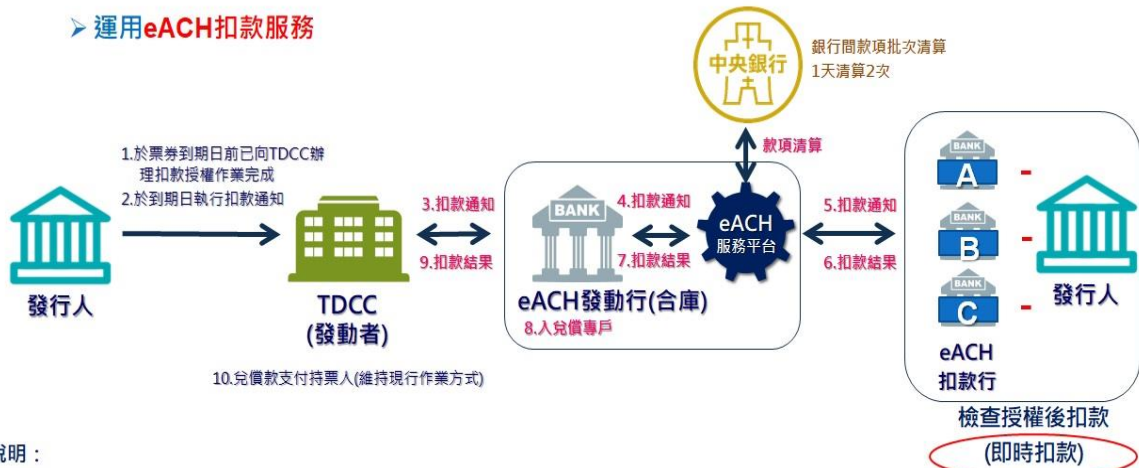 ➢ 運用eACH扣款服務
中央銀行
銀行間款項批次清算
1天清算2次
款項清算
1.於票券到期日前已向TDCC辦
理扣款授權作業完成
2.於到期日執行扣款通知
發行人
TDCC
(發動者)
3.扣款通知
9.扣款結果
BANK
eACH發動行(合庫)
8.入兌償專戶
4.扣款通知
7.扣款結果
eACH
服務平台
5.扣款通知
6.扣款結果
BANK
A
BANK
B
BANK
C
eACH
扣款行
發行人
10.兌償款支付持票人(維持現行作業方式)
檢查授權後扣款
(即時扣款)
說明：